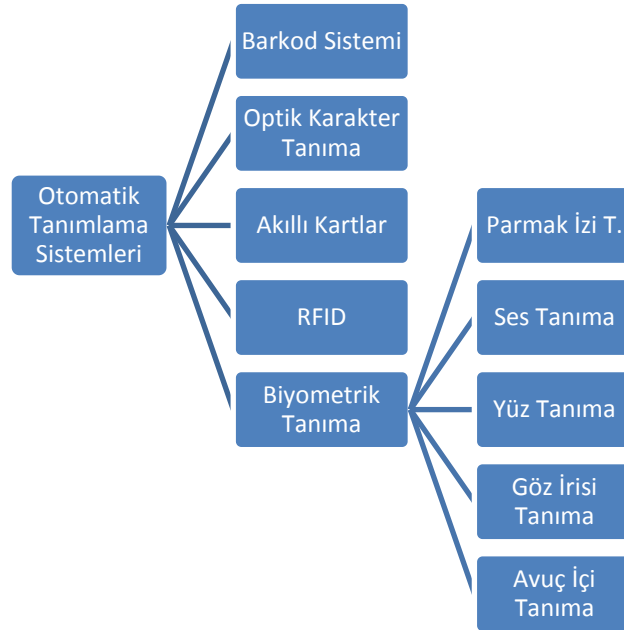 Otomatik
Tanımlama
Sistemleri
Barkod Sistemi
Optik Karakter
Tanıma
Akıllı Kartlar
RFID
Biyometrik
Tanıma
Parmak İzi T.
Ses Tanıma
Yüz Tanıma
Göz İrisi
Tanıma
Avuç İçi
Tanıma